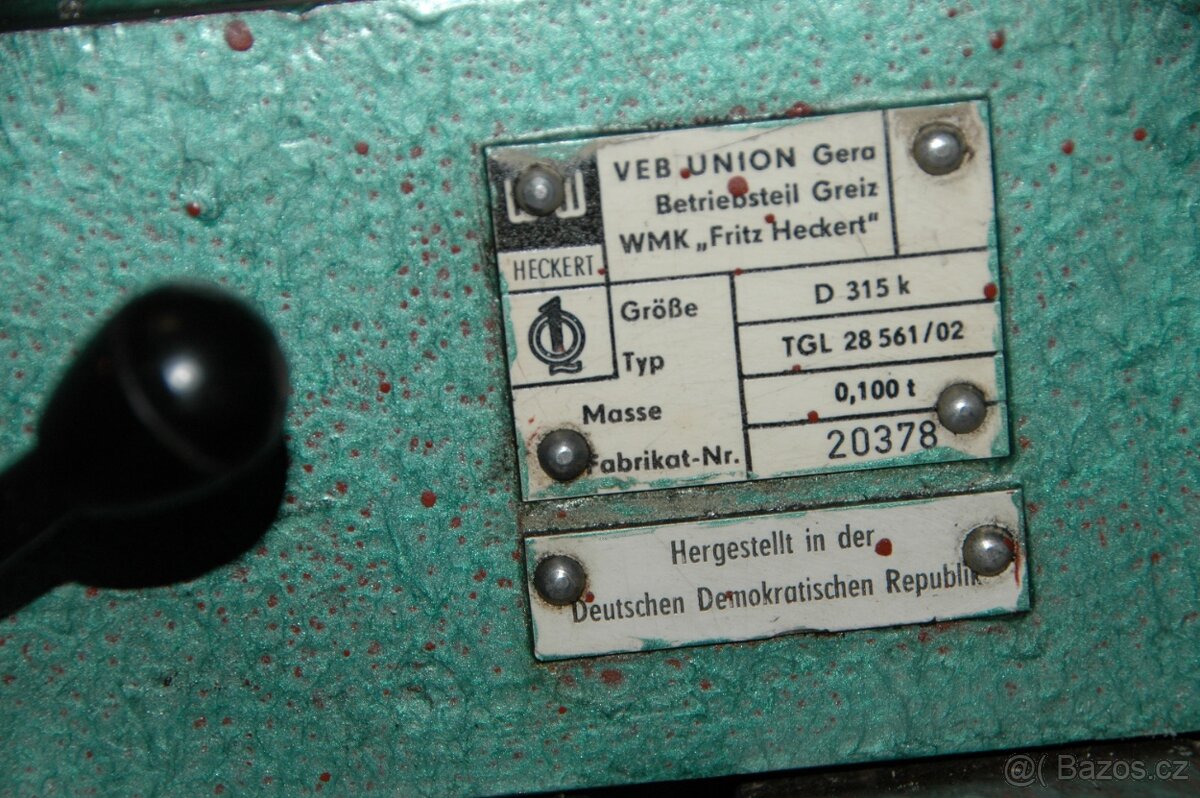 VEB UNION Gera
Betriebsteil Greiz
WMK „Fritz Heckert“
HECKERT
Größe D 315 k
Typ TGL 28 561/02
Masse 0,100 t
Fabrikat-Nr. 20378
Hergestellt in der
Deutschen Demokratischen Republik
@( Bazos.cz